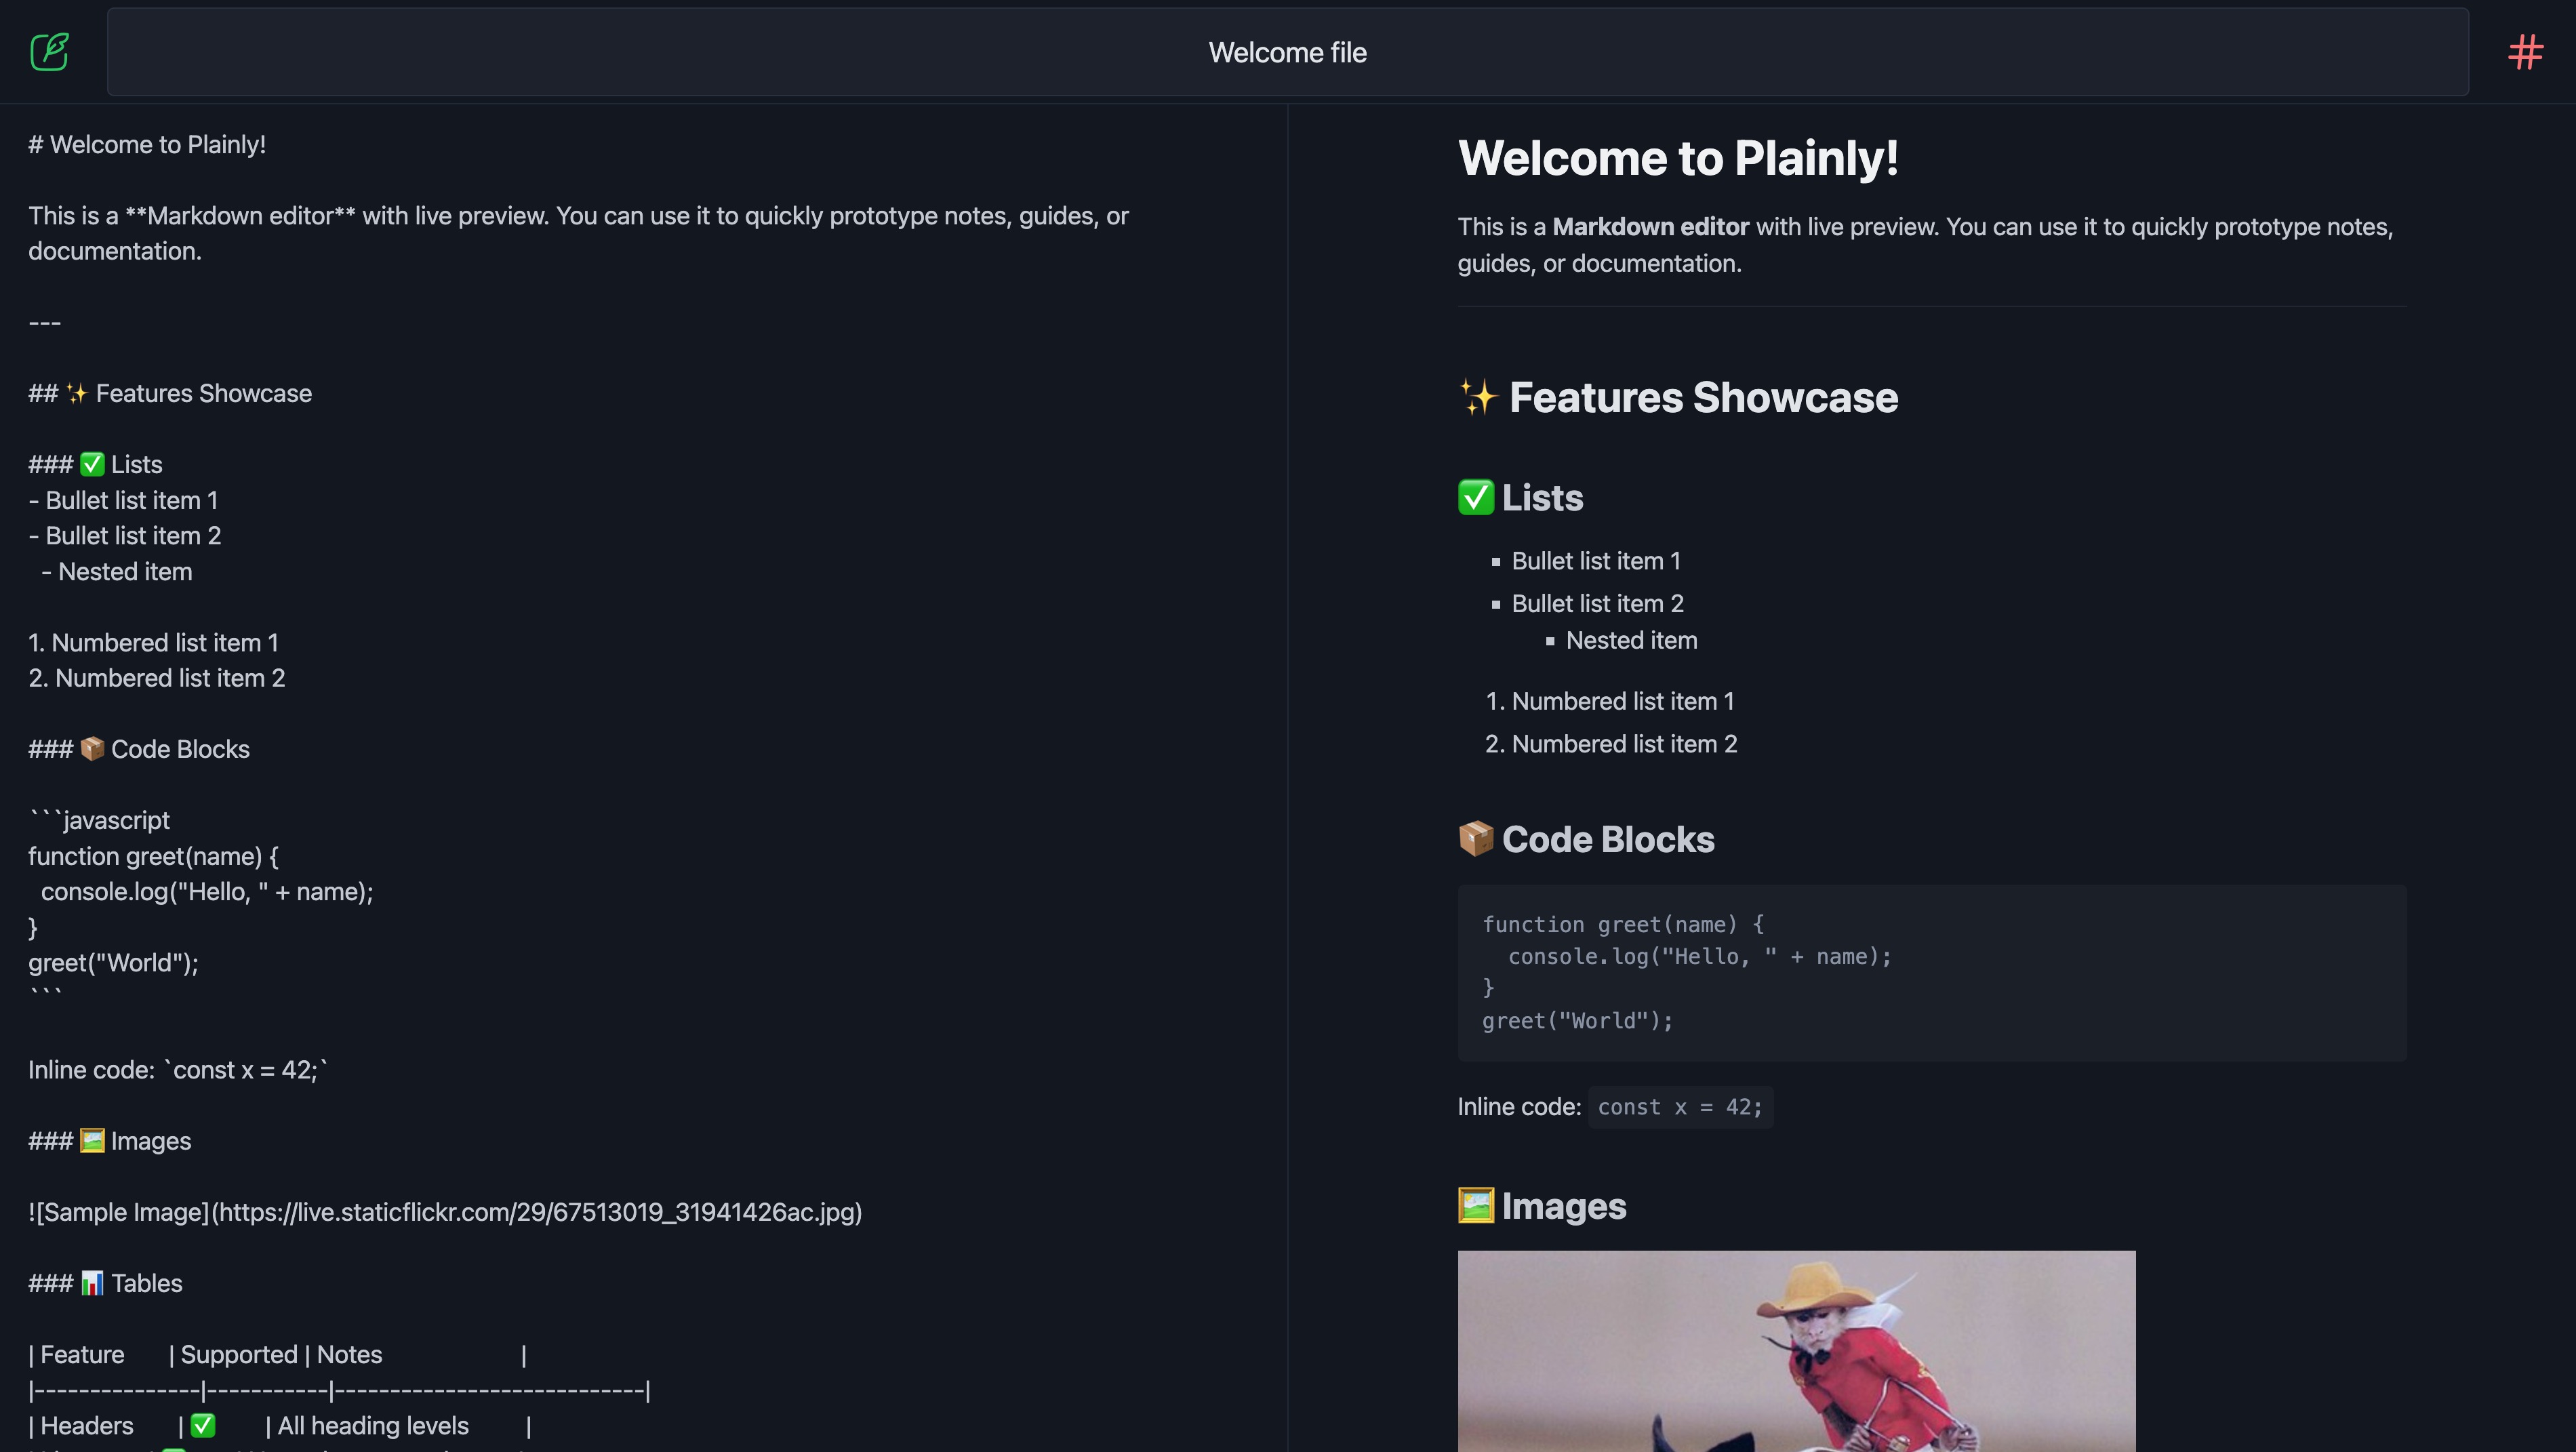 Welcome file
# Welcome to Plainly!
This is a **Markdown editor** with live preview. You can use it to quickly prototype notes, guides, or
documentation.
---
## ✨ Features Showcase
### ✅ Lists
- Bullet list item 1
- Bullet list item 2
  - Nested item
1. Numbered list item 1
2. Numbered list item 2
### 📦 Code Blocks
```javascript
function greet(name) {
  console.log("Hello, " + name);
}
greet("World");
```
Inline code: `const x = 42;`
### 🖼️ Images
![Sample Image](https://live.staticflickr.com/29/67513019_31941426ac.jpg)
### 📊 Tables
| Feature       | Supported | Notes                     |
|---------------|-----------|---------------------------|
| Headers       | ✅        | All heading levels        |
Welcome to Plainly!
This is a Markdown editor with live preview. You can use it to quickly prototype notes,
guides, or documentation.
✨ Features Showcase
✅ Lists
▪ Bullet list item 1
▪ Bullet list item 2
▪ Nested item
1. Numbered list item 1
2. Numbered list item 2
📦 Code Blocks
function greet(name) {
  console.log("Hello, " + name);
}
greet("World");
Inline code: const x = 42;
🖼️ Images